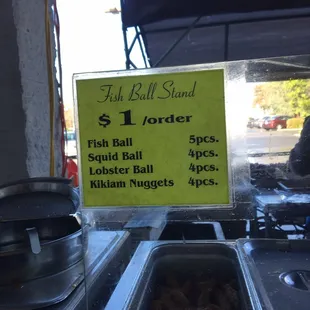 Fish Ball Stand
$1/order
Fish Ball 5pcs.
Squid Ball 4pcs.
Lobster Ball 4pcs.
Kikiam Nuggets 4pcs.